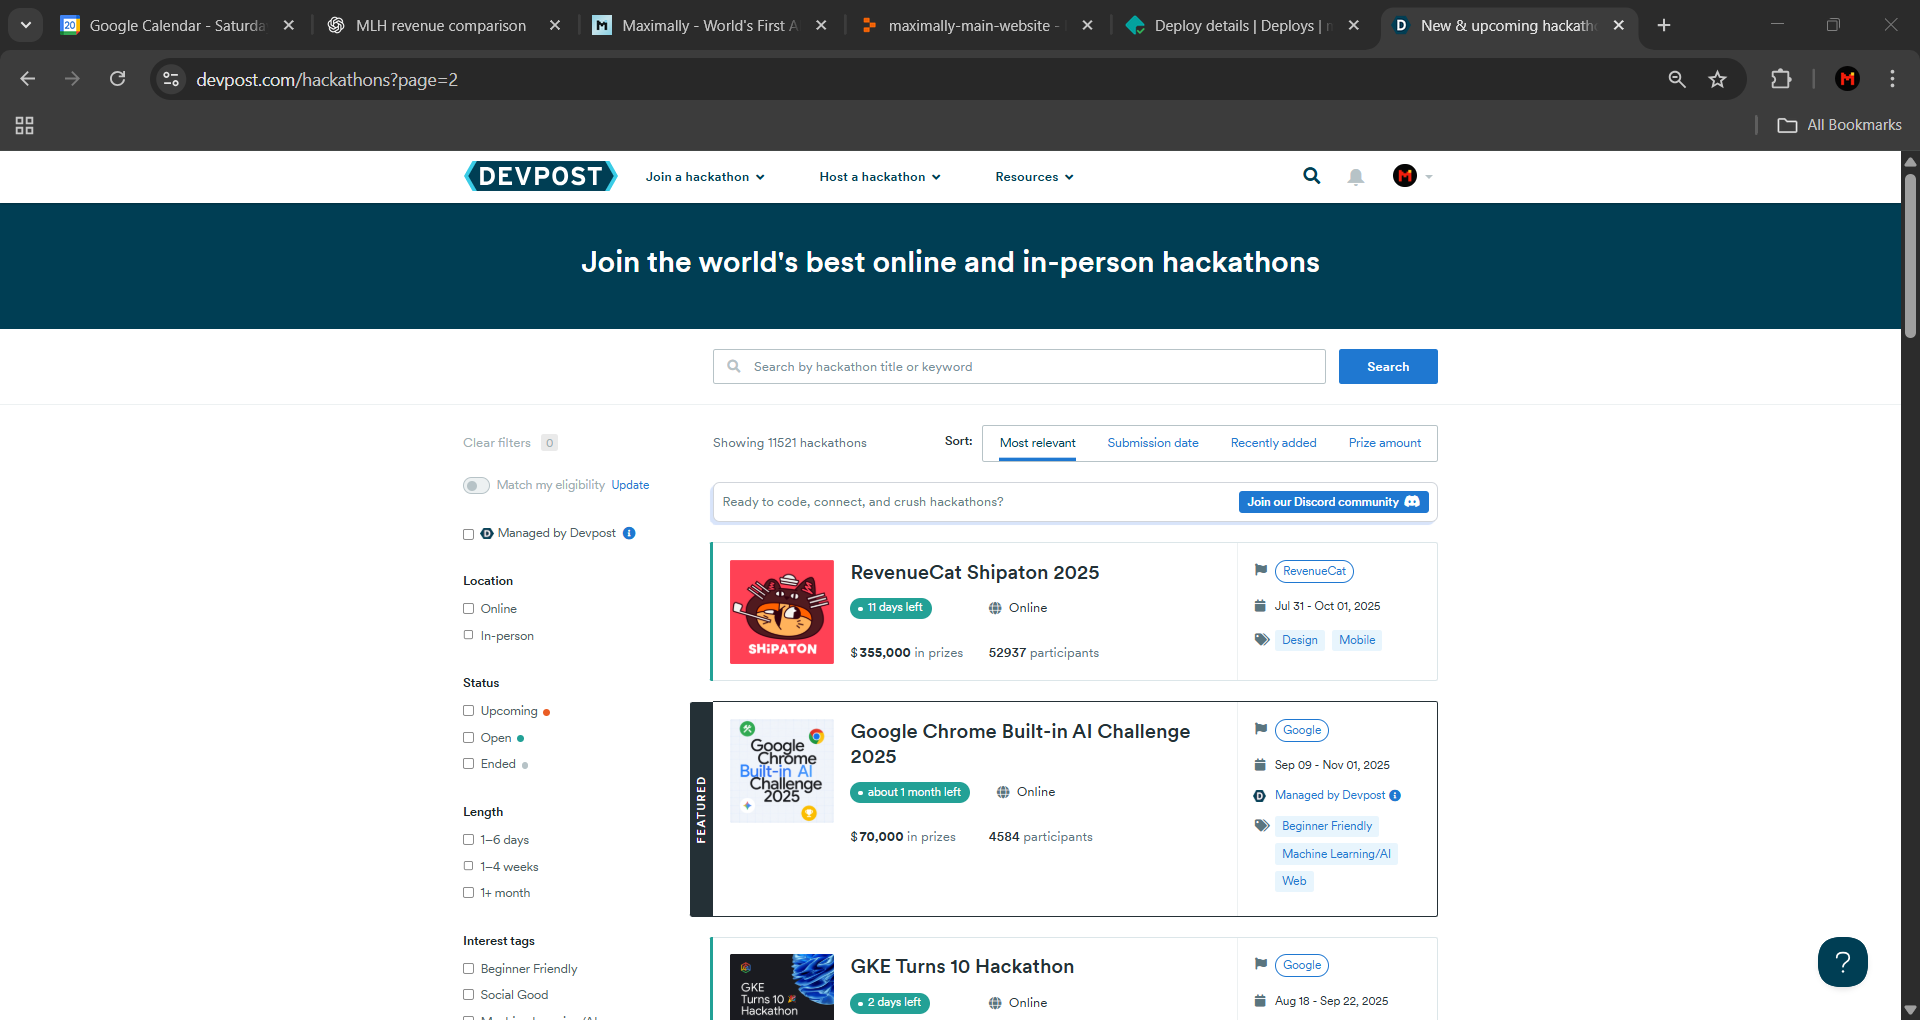 20 Google Calendar - Saturda
MLH revenue comparison
M Maximally - World's First A
maximally-main-website -
Deploy details | Deploys |
D New & upcoming hackath
devpost.com/hackathons?page=2
M
All Bookmarks
DEVPOST
Join a hackathon
Host a hackathon
Resources
M
Join the world's best online and in-person hackathons
Search by hackathon title or keyword
Search
Clear filters 0
Showing 11521 hackathons
Sort:
Most relevant
Submission date
Recently added
Prize amount
Match my eligibility Update
Ready to code, connect, and crush hackathons?
Join our Discord community
D Managed by Devpost i
Location
Online
In-person
Status
Upcoming
Open
Ended
Length
1–6 days
1–4 weeks
1+ month
Interest tags
Beginner Friendly
Social Good
SHiPATON
RevenueCat Shipaton 2025
11 days left
Online
$355,000 in prizes
52937 participants
RevenueCat
Jul 31 - Oct 01, 2025
Design
Mobile
FEATURED
Google
Chrome
Built-in AI
Challenge
2025
Google Chrome Built-in AI Challenge
2025
about 1 month left
Online
$70,000 in prizes
4584 participants
Google
Sep 09 - Nov 01, 2025
D Managed by Devpost i
Beginner Friendly
Machine Learning/AI
Web
GKE
Turns 10
Hackathon
GKE Turns 10 Hackathon
2 days left
Online
Google
Aug 18 - Sep 22, 2025
?